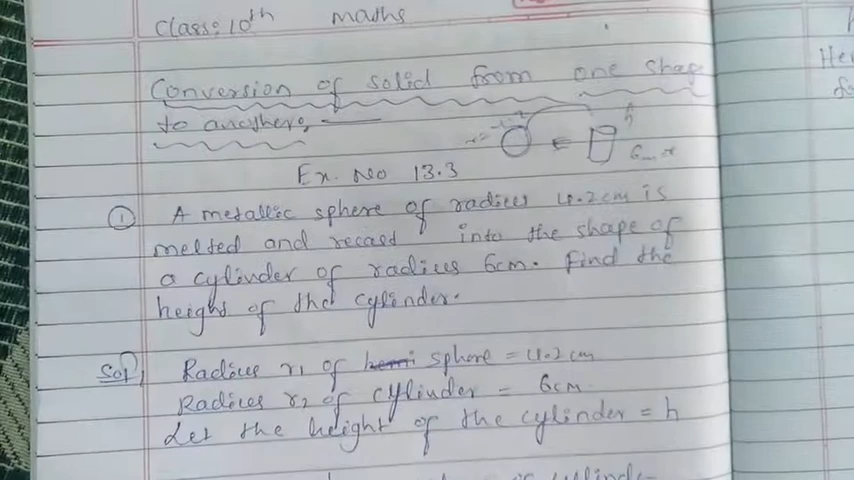 Class: 10th maths
Conversion of solid from one shap
to another,
h
6cm
Ex. No 13.3
① A metallic sphere of radius 4.2cm is
melted and recast into the shape of
a cylinder of radius 6cm. Find the
height of the cylinder.
Sol, Radius r1 of hemi sphere = 4.2 cm
Radius r2 of cylinder = 6cm
Let the height of the cylinder = h